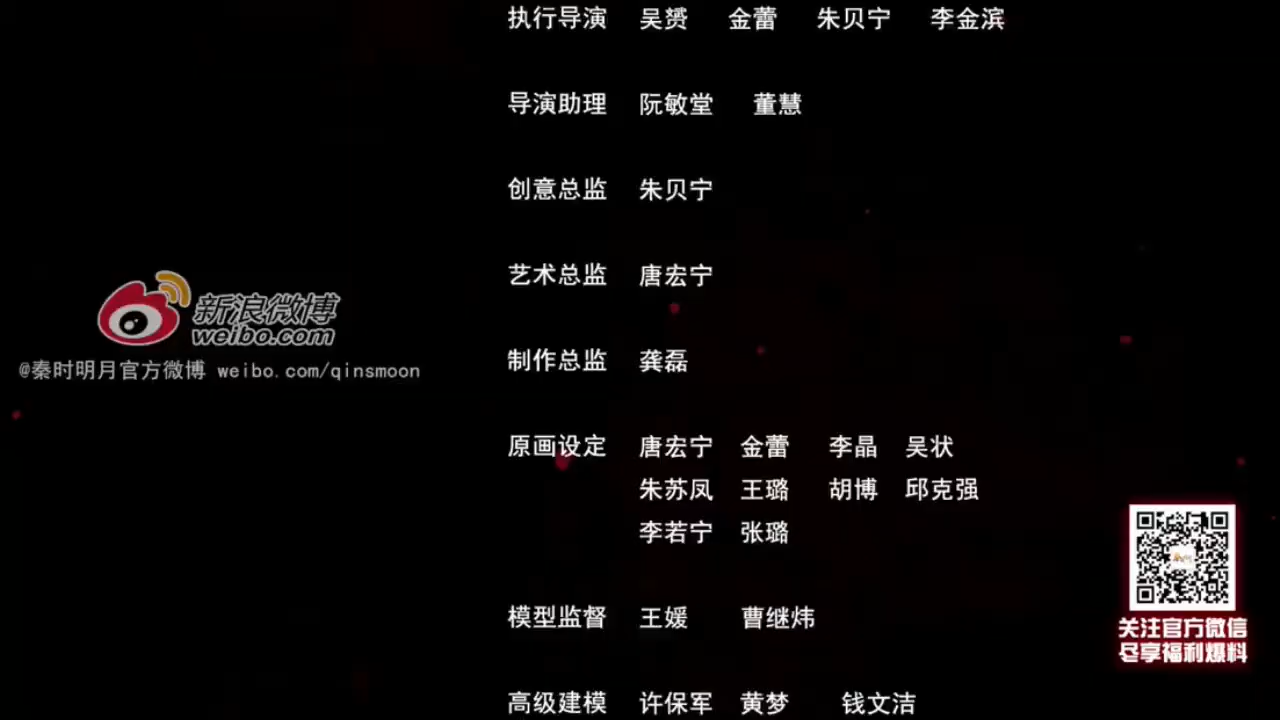 执行导演 吴赟 金蕾 朱贝宁 李金滨
导演助理 阮敏堂 董慧
创意总监 朱贝宁
艺术总监 唐宏宁
制作总监 龚磊
原画设定 唐宏宁 金蕾 李晶 吴状
朱苏凤 王璐 胡博 邱克强
李若宁 张璐
模型监督 王媛 曹继炜
高级建模 许保军 黄梦 钱文洁
新浪微博
weibo.com
@秦时明月官方微博 weibo.com/qinsmoon
关注官方微信
尽享福利爆料